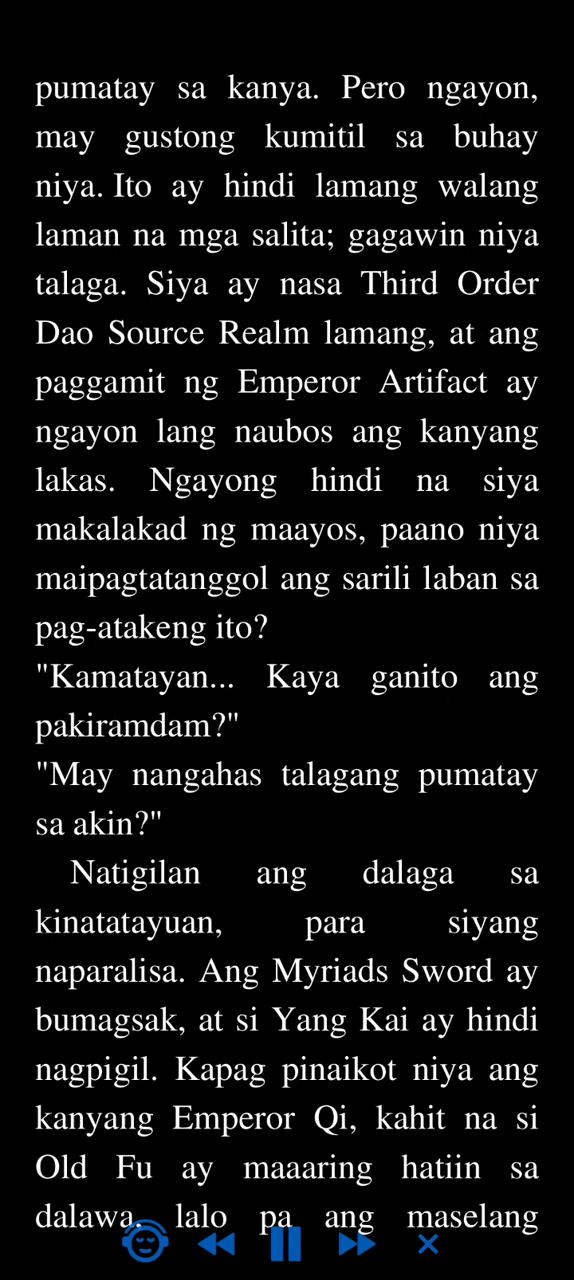 pumatay sa kanya. Pero ngayon,
may gustong kumitil sa buhay
niya. Ito ay hindi lamang walang
laman na mga salita; gagawin niya
talaga. Siya ay nasa Third Order
Dao Source Realm lamang, at ang
paggamit ng Emperor Artifact ay
ngayon lang naubos ang kanyang
lakas. Ngayong hindi na siya
makalakad ng maayos, paano niya
maipagtatanggol ang sarili laban sa
pag-atakeng ito?
"Kamatayan... Kaya ganito ang
pakiramdam?"
"May nangahas talagang pumatay
sa akin?"
Natigilan ang dalaga sa
kinatatayuan, para siyang
naparalisa. Ang Myriads Sword ay
bumagsak, at si Yang Kai ay hindi
nagpigil. Kapag pinaikot niya ang
kanyang Emperor Qi, kahit na si
Old Fu ay maaaring hatiin sa
dalawa, lalo pa ang maselang